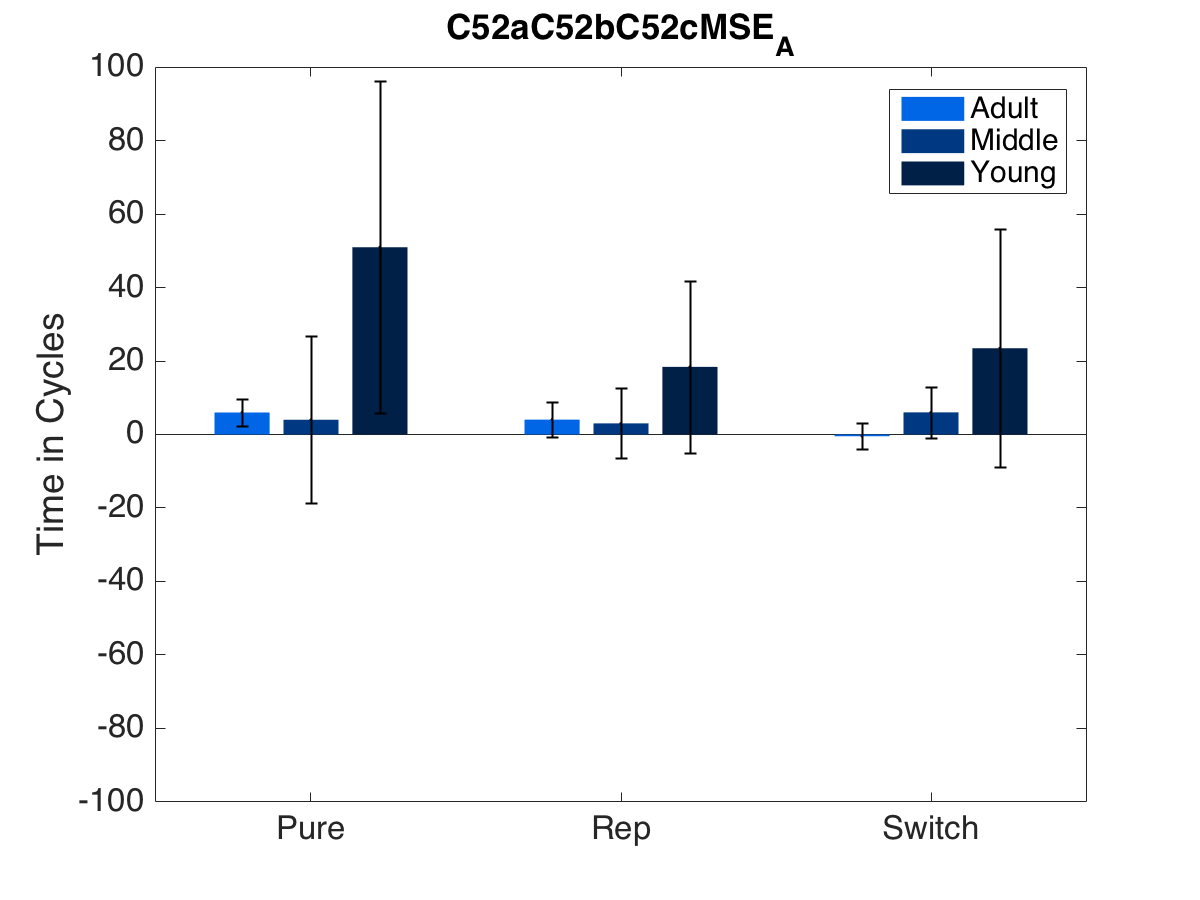 C52aC52bC52cMSE_A
100
80
60
40
20
0
-20
-40
-60
-80
-100
Time in Cycles
Adult
Middle
Young
Pure
Rep
Switch